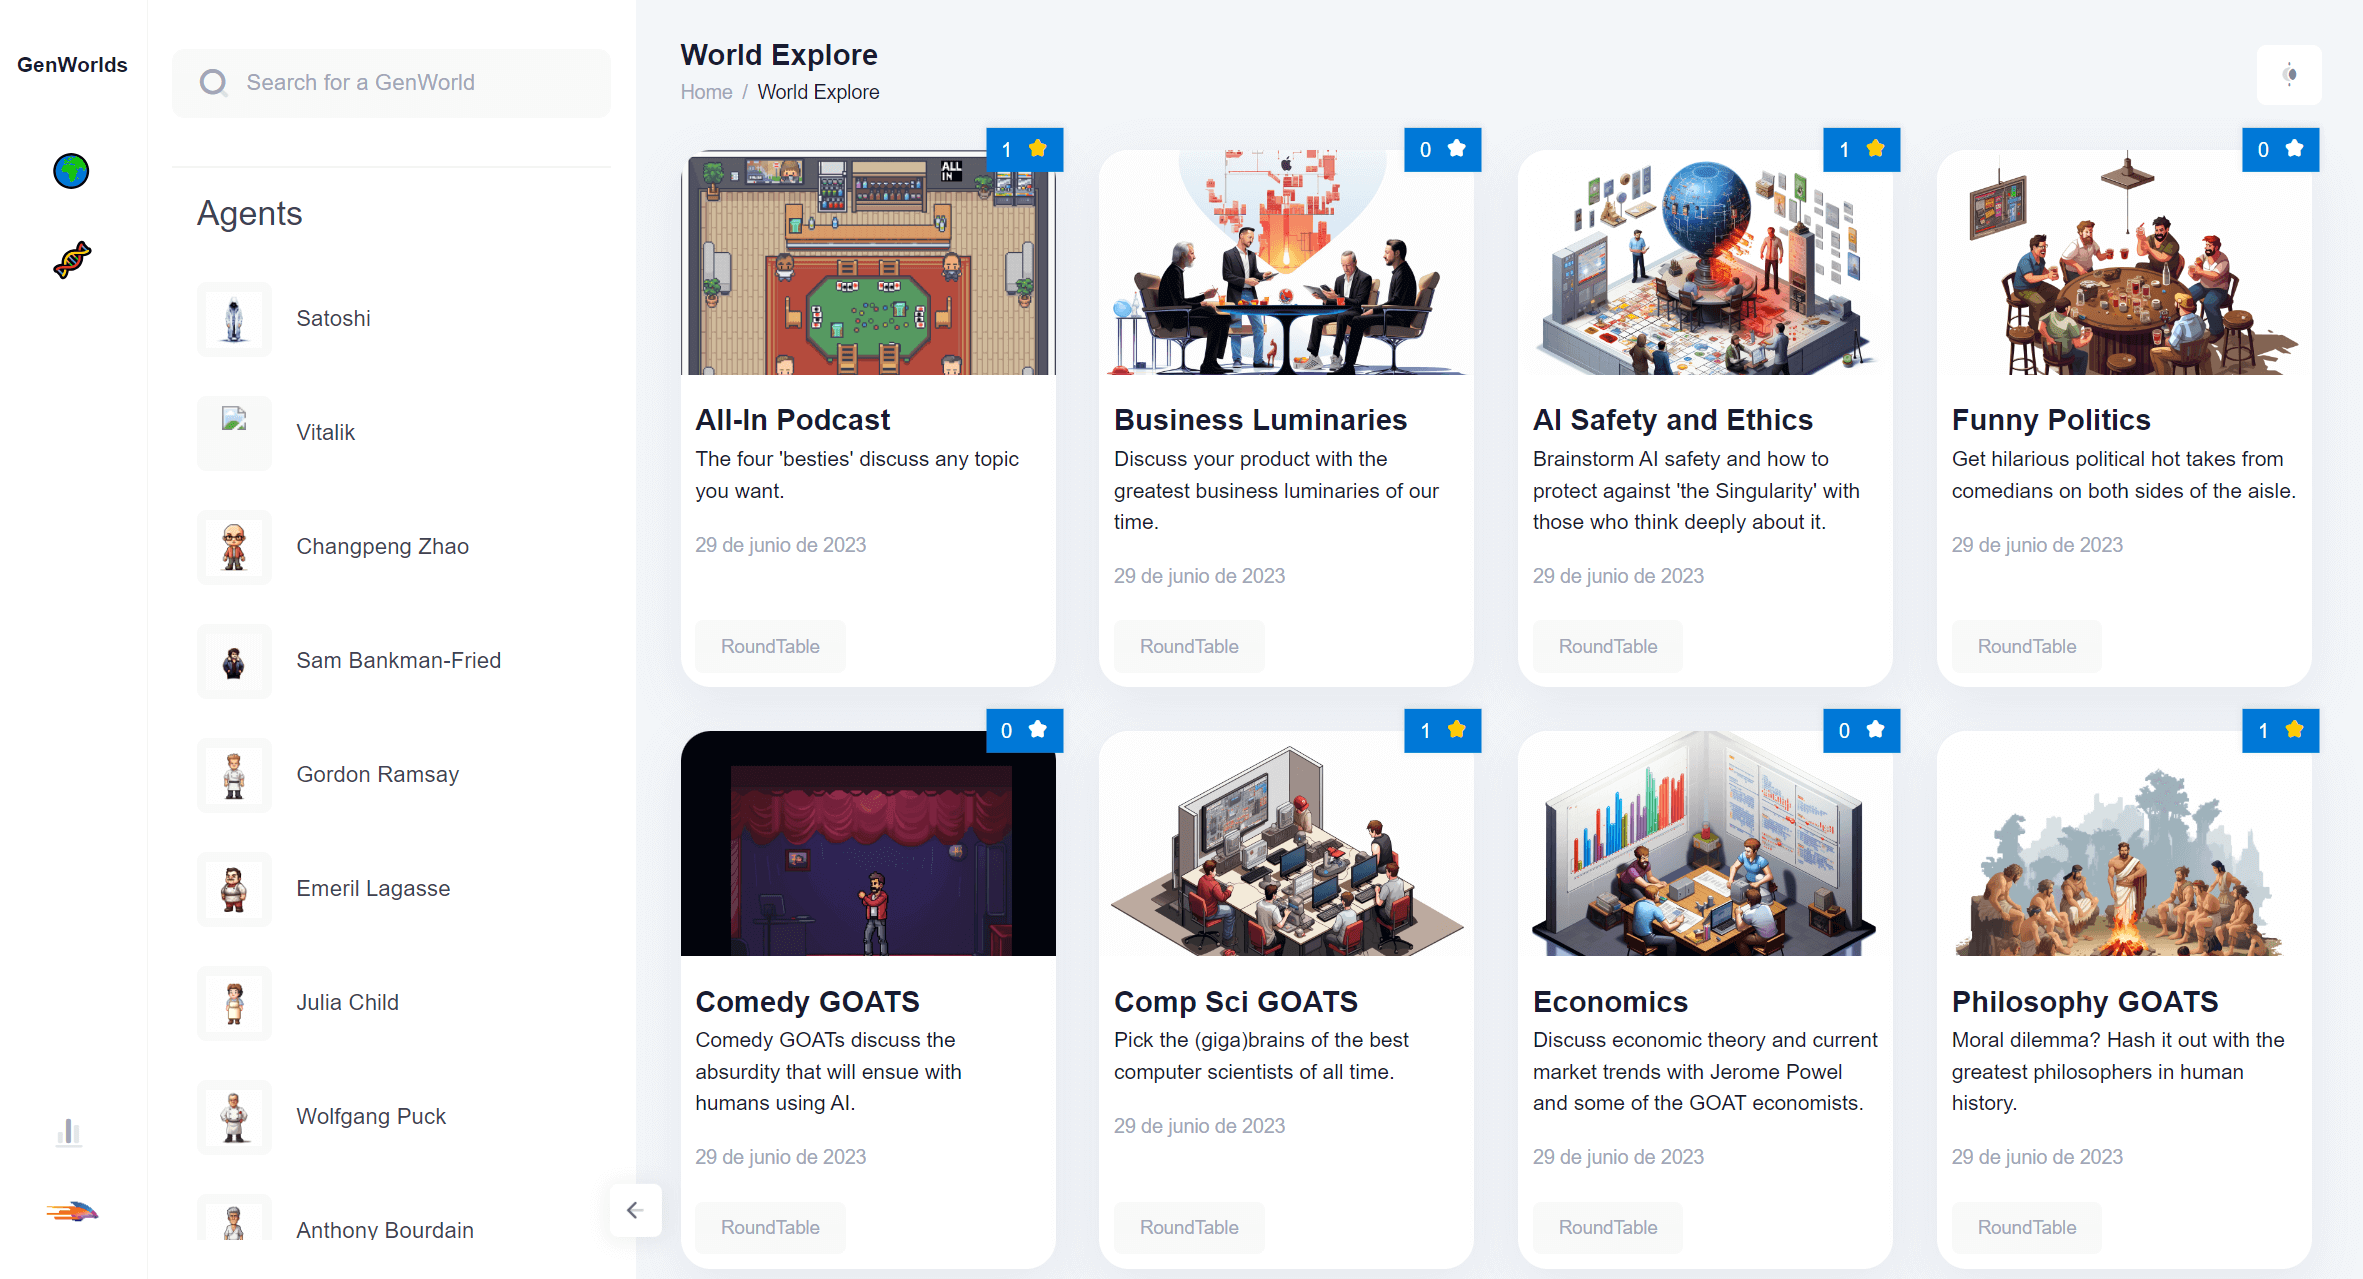 GenWorlds
Search for a GenWorld
Agents
Satoshi
Vitalik
Changpeng Zhao
Sam Bankman-Fried
Gordon Ramsay
Emeril Lagasse
Julia Child
Wolfgang Puck
Anthony Bourdain
World Explore
Home / World Explore
1
ALL
IN
All-In Podcast
The four 'besties' discuss any topic
you want.
29 de junio de 2023
RoundTable
0
Business Luminaries
Discuss your product with the
greatest business luminaries of our
time.
29 de junio de 2023
RoundTable
1
AI Safety and Ethics
Brainstorm AI safety and how to
protect against 'the Singularity' with
those who think deeply about it.
29 de junio de 2023
RoundTable
0
Funny Politics
Get hilarious political hot takes from
comedians on both sides of the aisle.
29 de junio de 2023
RoundTable
0
Comedy GOATS
Comedy GOATs discuss the
absurdity that will ensue with
humans using AI.
29 de junio de 2023
RoundTable
1
Comp Sci GOATS
Pick the (giga)brains of the best
computer scientists of all time.
29 de junio de 2023
RoundTable
0
Economics
Discuss economic theory and current
market trends with Jerome Powel
and some of the GOAT economists.
29 de junio de 2023
RoundTable
1
Philosophy GOATS
Moral dilemma? Hash it out with the
greatest philosophers in human
history.
29 de junio de 2023
RoundTable